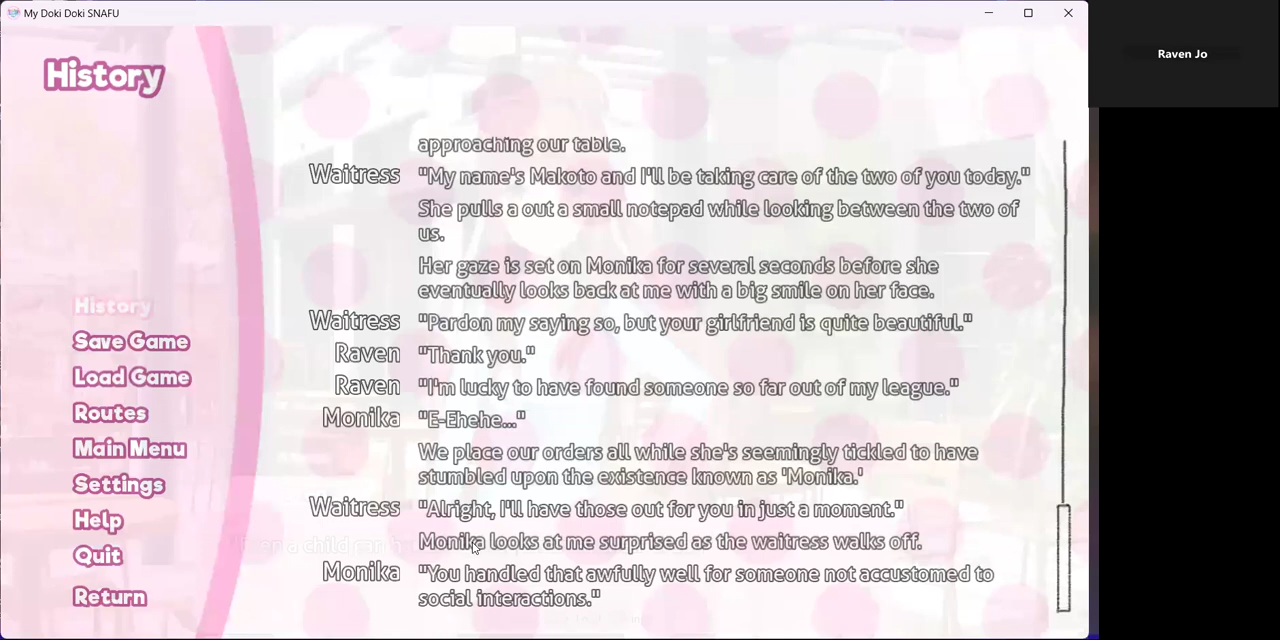 My Doki Doki SNAFU
Raven Jo
History
approaching our table.
Waitress "My name's Makoto and I'll be taking care of the two of you today."
She pulls a out a small notepad while looking between the two of
us.
Her gaze is set on Monika for several seconds before she
eventually looks back at me with a big smile on her face.
Waitress "Pardon my saying so, but your girlfriend is quite beautiful."
Raven "Thank you."
Raven "I'm lucky to have found someone so far out of my league."
Monika "E-Ehehe..."
We place our orders all while she's seemingly tickled to have
stumbled upon the existence known as 'Monika.'
Waitress "Alright, I'll have those out for you in just a moment."
Monika looks at me surprised as the waitress walks off.
Monika "You handled that awfully well for someone not accustomed to
social interactions."
History
Save Game
Load Game
Routes
Main Menu
Settings
Help
Quit
Return
a child can